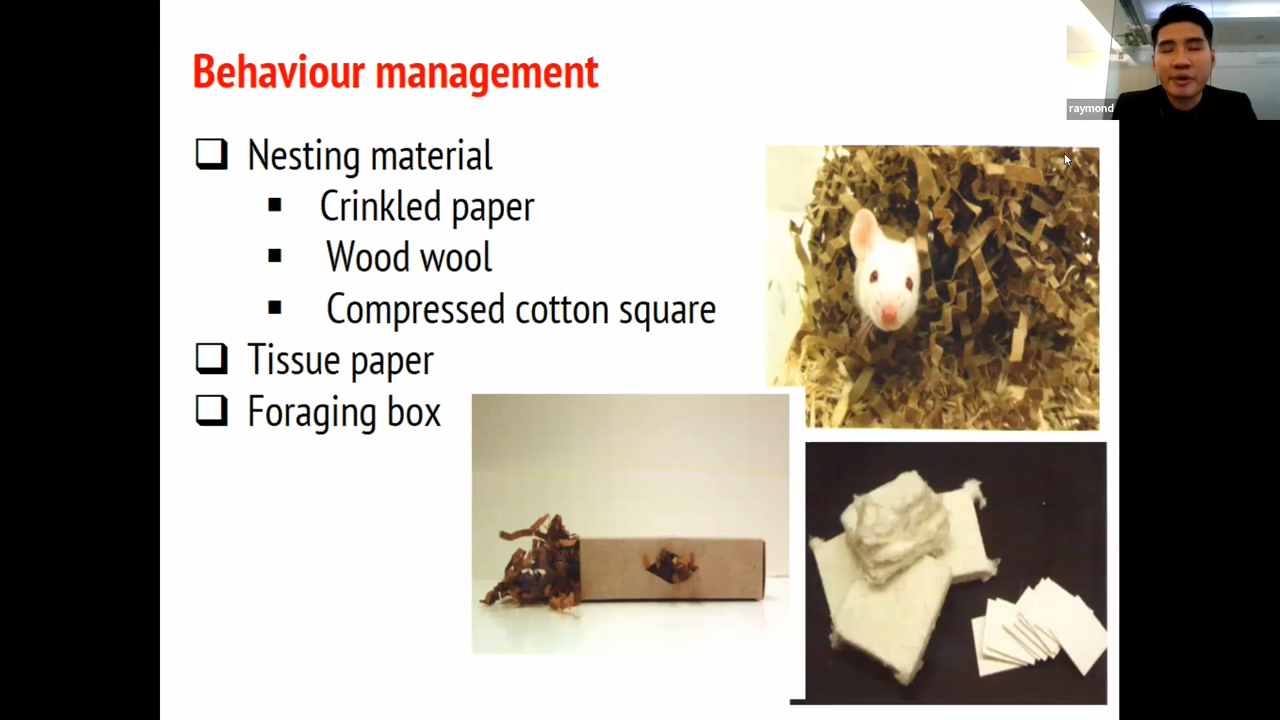 Behaviour management
Nesting material
Crinkled paper
Wood wool
Compressed cotton square
Tissue paper
Foraging box
raymond